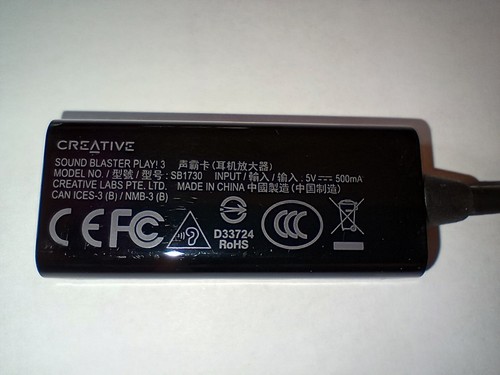 CREATIVE
SOUND BLASTER PLAY! 3 声霸卡 (耳机放大器)
MODEL NO. / 型號 / 型号 : SB1730 INPUT / 輸入 / 输入 : 5V⎓500mA
CREATIVE LABS PTE. LTD. MADE IN CHINA 中國製造 (中国制造)
CAN ICES-3 (B) / NMB-3 (B)
CE FC CCC
D33724
RoHS